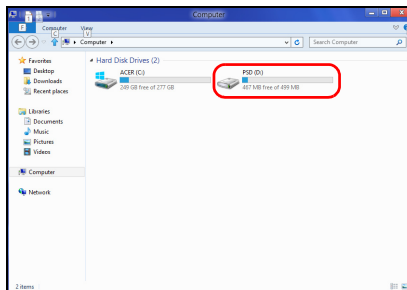 Computer
F
Computer
View
C
V
Computer
Search Computer
Favorites
Desktop
Downloads
Recent places
Libraries
Documents
Music
Pictures
Videos
Computer
Network
Hard Disk Drives (2)
ACER (C:)
249 GB free of 277 GB
PSD (D:)
467 MB free of 499 MB
2 items